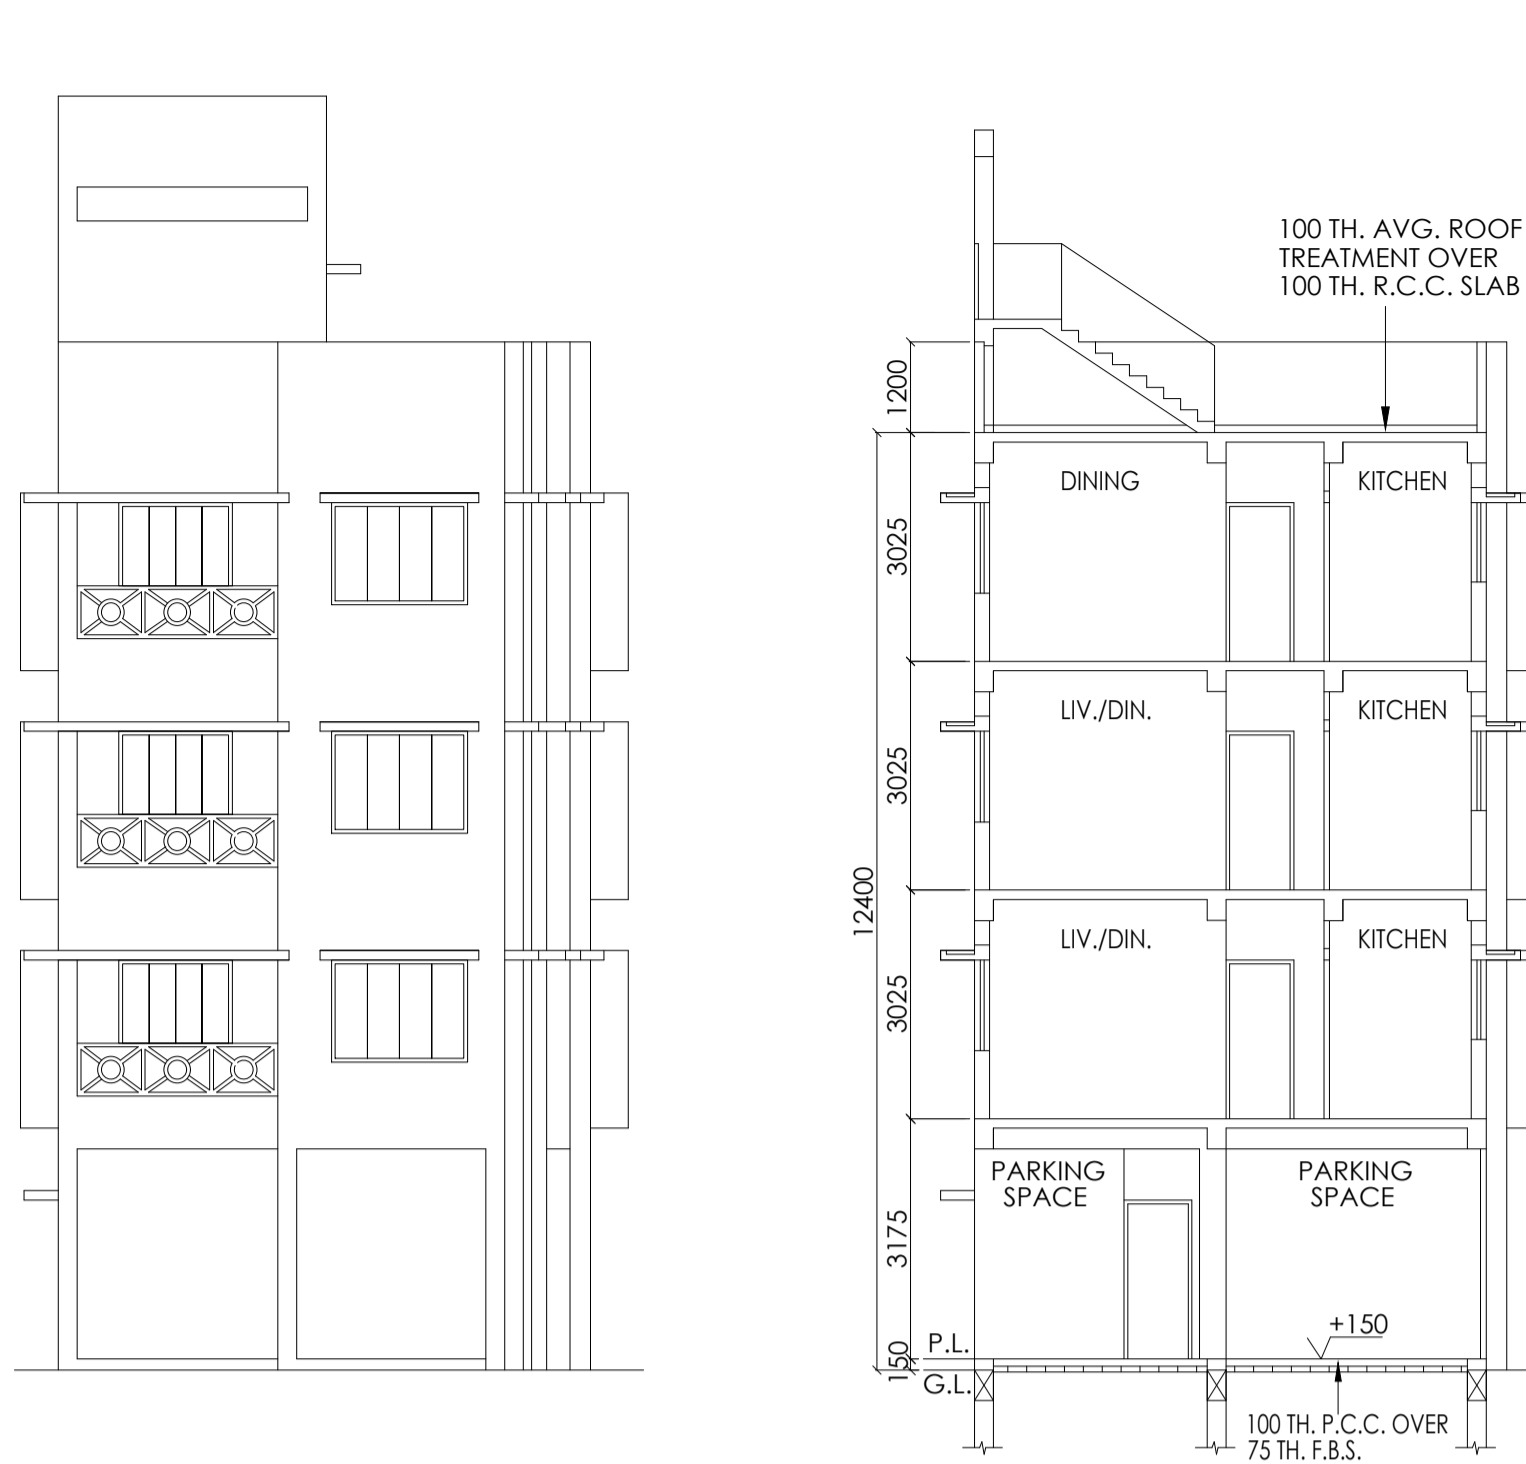 100 TH. AVG. ROOF
TREATMENT OVER
100 TH. R.C.C. SLAB
1200
DINING
KITCHEN
3025
LIV./DIN.
KITCHEN
3025
12400
LIV./DIN.
KITCHEN
3025
PARKING
SPACE
PARKING
SPACE
3175
+150
P.L.
150
G.L.
100 TH. P.C.C. OVER
75 TH. F.B.S.